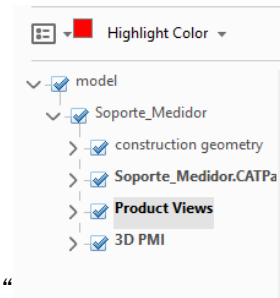 Highlight Color
model
Soporte_Medidor
construction geometry
Soporte_Medidor.CATPa
Product Views
3D PMI
“